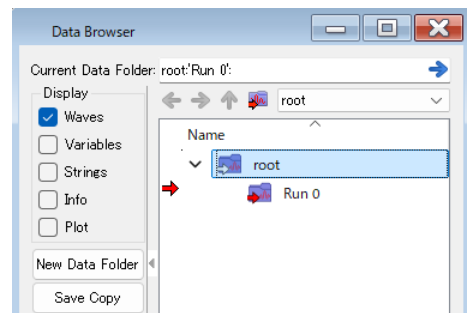 Data Browser
Current Data Folder: root:'Run 0':
Display
root
Waves
Name
Variables
root
Strings
Info
Run 0
Plot
New Data Folder
Save Copy